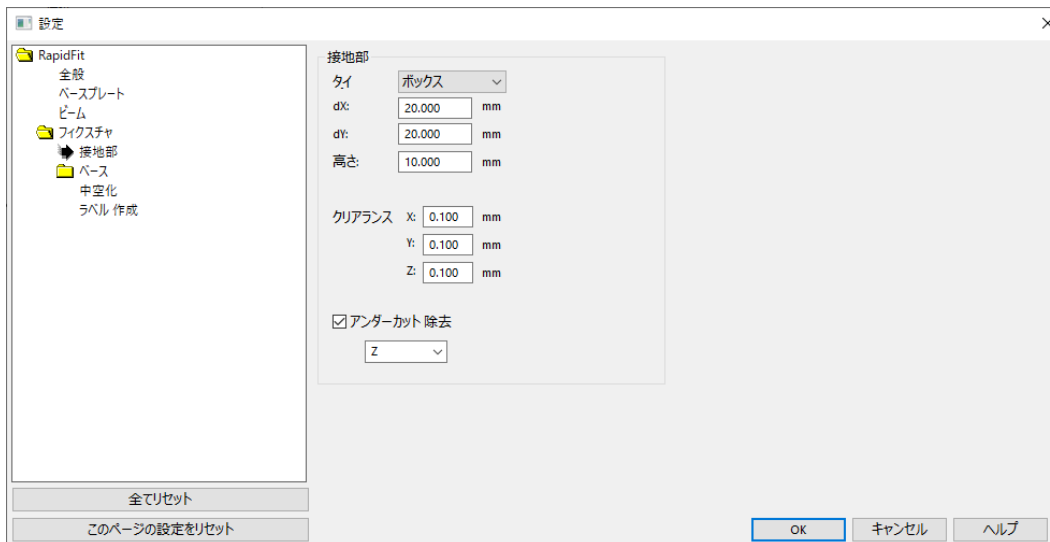 設定
RapidFit
全般
ベースプレート
ビーム
フィクスチャ
接地部
ベース
中空化
ラベル 作成
全てリセット
このページの設定をリセット
接地部
タイ ボックス
dX: 20.000 mm
dY: 20.000 mm
高さ: 10.000 mm
クリアランス X: 0.100 mm
Y: 0.100 mm
Z: 0.100 mm
アンダーカット 除去
Z
OK キャンセル ヘルプ